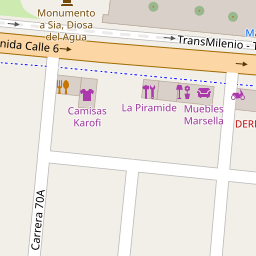 Monumento
a Sia, Diosa
del Agua
nida Calle 6
TransMilenio - T
La Piramide
Muebles
Marsella
Camisas
Karofi
DER
Carrera 70A